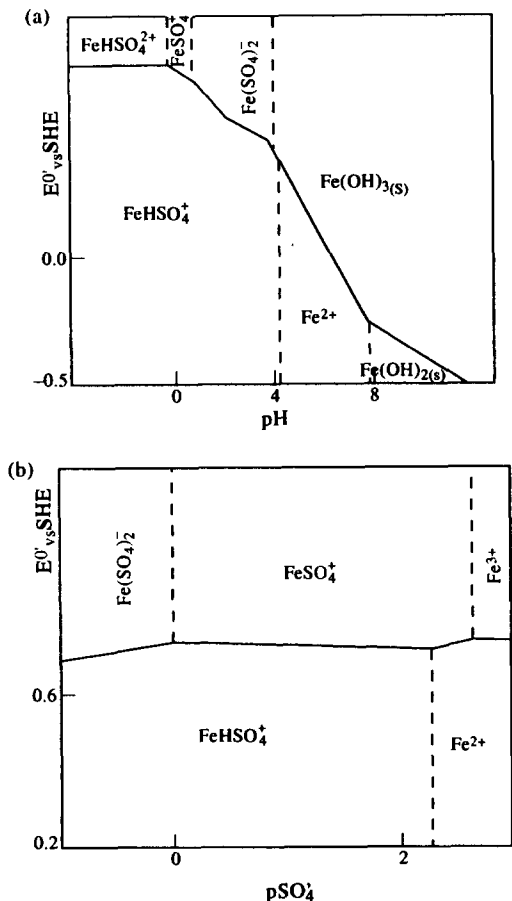 (a)
FeHSO₄²⁺
FeSO₄⁺
Fe(SO₄)₂⁻
Fe(OH)₃(S)
E⁰′vsSHE
FeHSO₄⁺
0.0
Fe²⁺
Fe(OH)₂(s)
−0.5
0 4 8
pH
(b)
E⁰′vsSHE
Fe(SO₄)₂⁻
FeSO₄⁺
Fe³⁺
0.6
FeHSO₄⁺
Fe²⁺
0.2
0 2
pSO₄′